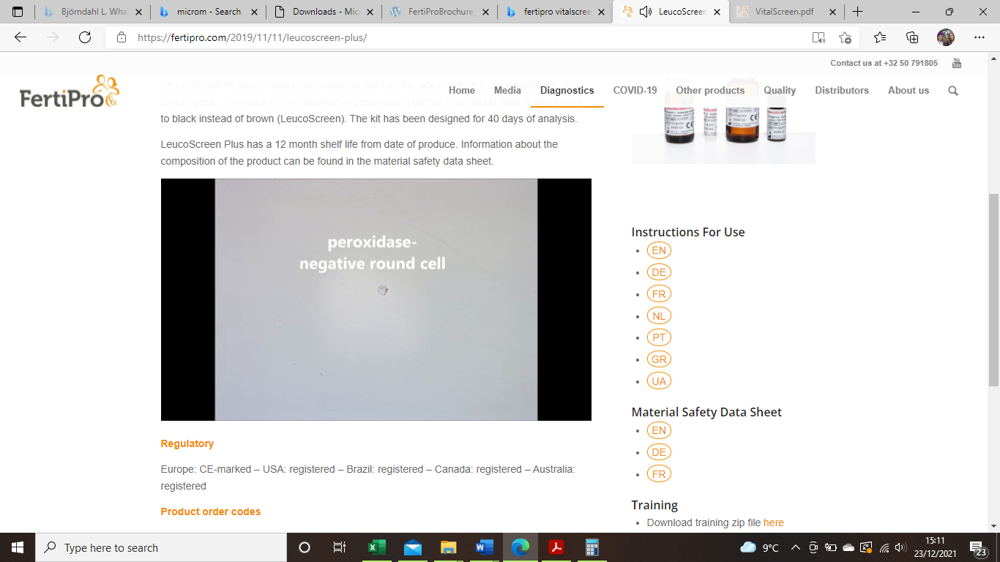 Björndahl L. Wha
microm - Search
Downloads - Mic
FertiProBrochure
fertipro vitalscree
LeucoScreen
VitalScreen.pdf
https://fertipro.com/2019/11/11/leucoscreen-plus/
Contact us at +32 50 791805
You
Tube
FertiPro
Home
Media
Diagnostics
COVID-19
Other products
Quality
Distributors
About us
LeucoScreen kit (same assay performance), but has the advantage that
carcinogenic. The color of the substrate in peroxidase positive white blood cells is
to black instead of brown (LeucoScreen). The kit has been designed for 40 days of analysis.
LeucoScreen Plus has a 12 month shelf life from date of produce. Information about the
composition of the product can be found in the material safety data sheet.
peroxidase-
negative round cell
Regulatory
Europe: CE-marked – USA: registered – Brazil: registered – Canada: registered – Australia:
registered
Product order codes
Instructions For Use
EN
DE
FR
NL
PT
GR
UA
Material Safety Data Sheet
EN
DE
FR
Training
Download training zip file here
Type here to search
9°C
15:11
23/12/2021
23